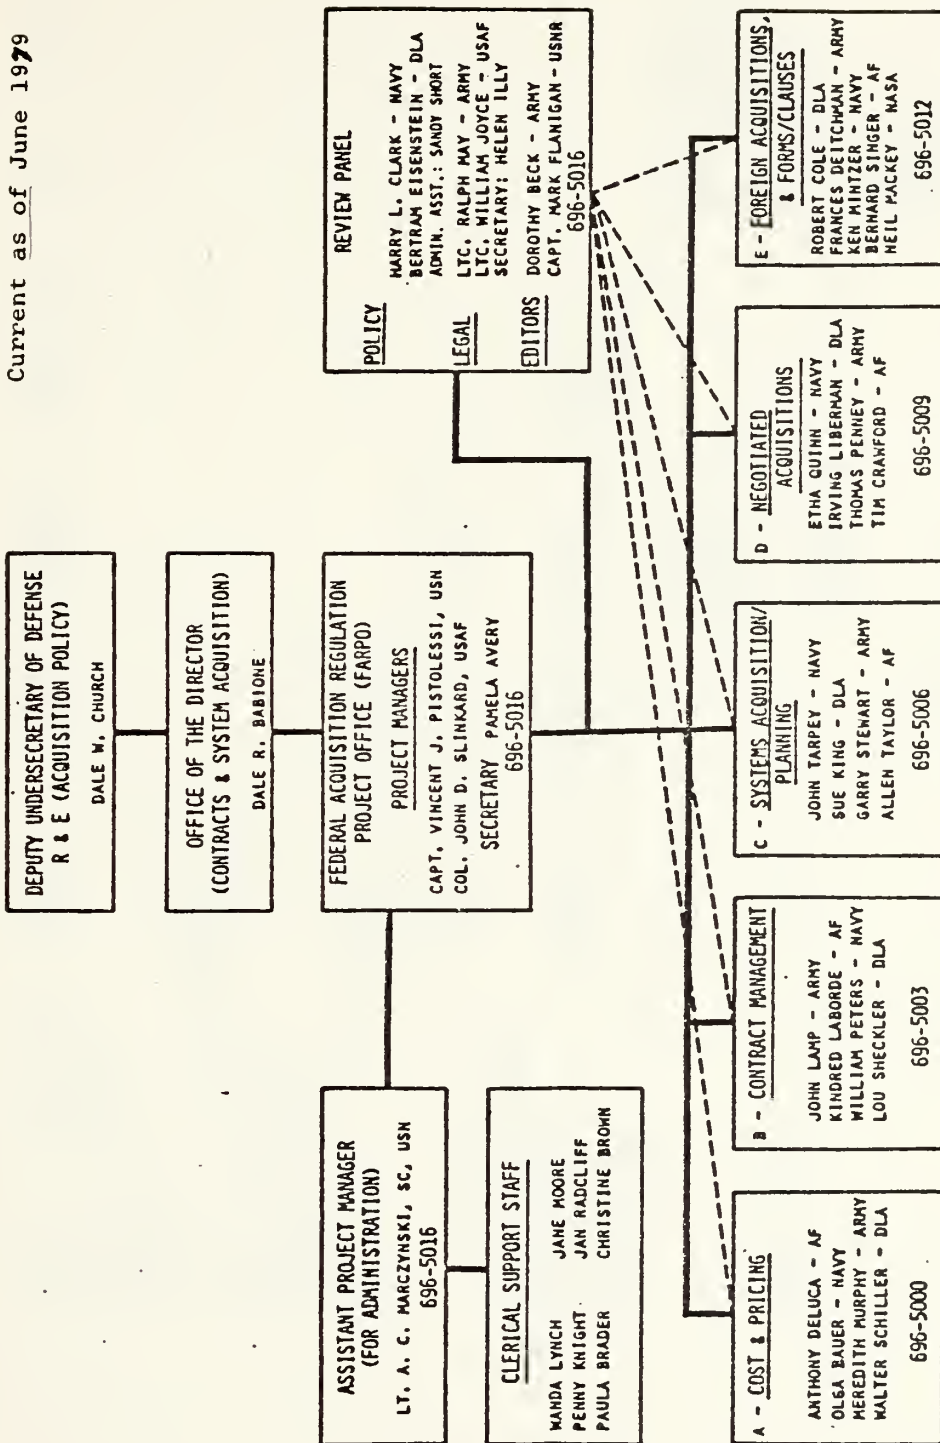 Current as of June 1979
DEPUTY UNDERSECRETARY OF DEFENSE
R & E (ACQUISITION POLICY)
DALE W. CHURCH
OFFICE OF THE DIRECTOR
(CONTRACTS & SYSTEM ACQUISITION)
DALE R. BABIONE
FEDERAL ACQUISITION REGULATION
PROJECT OFFICE (FARPO)
PROJECT MANAGERS
CAPT. VINCENT J. PISTOLESSI, USN
COL. JOHN D. SLINKARD, USAF
SECRETARY PAMELA AVERY
696-5016
ASSISTANT PROJECT MANAGER
(FOR ADMINISTRATION)
LT. A. C. MARCZYNSKI, SC, USN
696-5016
CLERICAL SUPPORT STAFF
WANDA LYNCH JANE MOORE
PENNY KNIGHT JAN RADCLIFF
PAULA BRADER CHRISTINE BROWN
REVIEW PANEL
POLICY HARRY L. CLARK - NAVY
BERTRAM EISENSTEIN - DLA
ADMIN. ASST.: SANDY SHORT
LEGAL LTC. RALPH MAY - ARMY
LTC. WILLIAM JOYCE - USAF
SECRETARY: HELEN ILLY
EDITORS DOROTHY BECK - ARMY
CAPT. MARK FLANIGAN - USNR
696-5016
A - COST & PRICING
ANTHONY DELUCA - AF
OLGA BAUER - NAVY
MEREDITH MURPHY - ARMY
WALTER SCHILLER - DLA
696-5000
B - CONTRACT MANAGEMENT
JOHN LAMP - ARMY
KINDRED LABORDE - AF
WILLIAM PETERS - NAVY
LOU SHECKLER - DLA
696-5003
C - SYSTEMS ACQUISITION/
PLANNING
JOHN TARPEY - NAVY
SUE KING - DLA
GARRY STEWART - ARMY
ALLEN TAYLOR - AF
696-5006
D - NEGOTIATED
ACQUISITIONS
ETHA QUINN - NAVY
IRVING LIBERMAN - DLA
THOMAS PENNEY - ARMY
TIM CRAWFORD - AF
696-5009
E - FOREIGN ACQUISITIONS,
& FORMS/CLAUSES
ROBERT COLE - DLA
FRANCES DEITCHMAN - ARMY
KEN MINTZER - NAVY
BERNARD SINGER - AF
NEIL MACKEY - NASA
696-5012